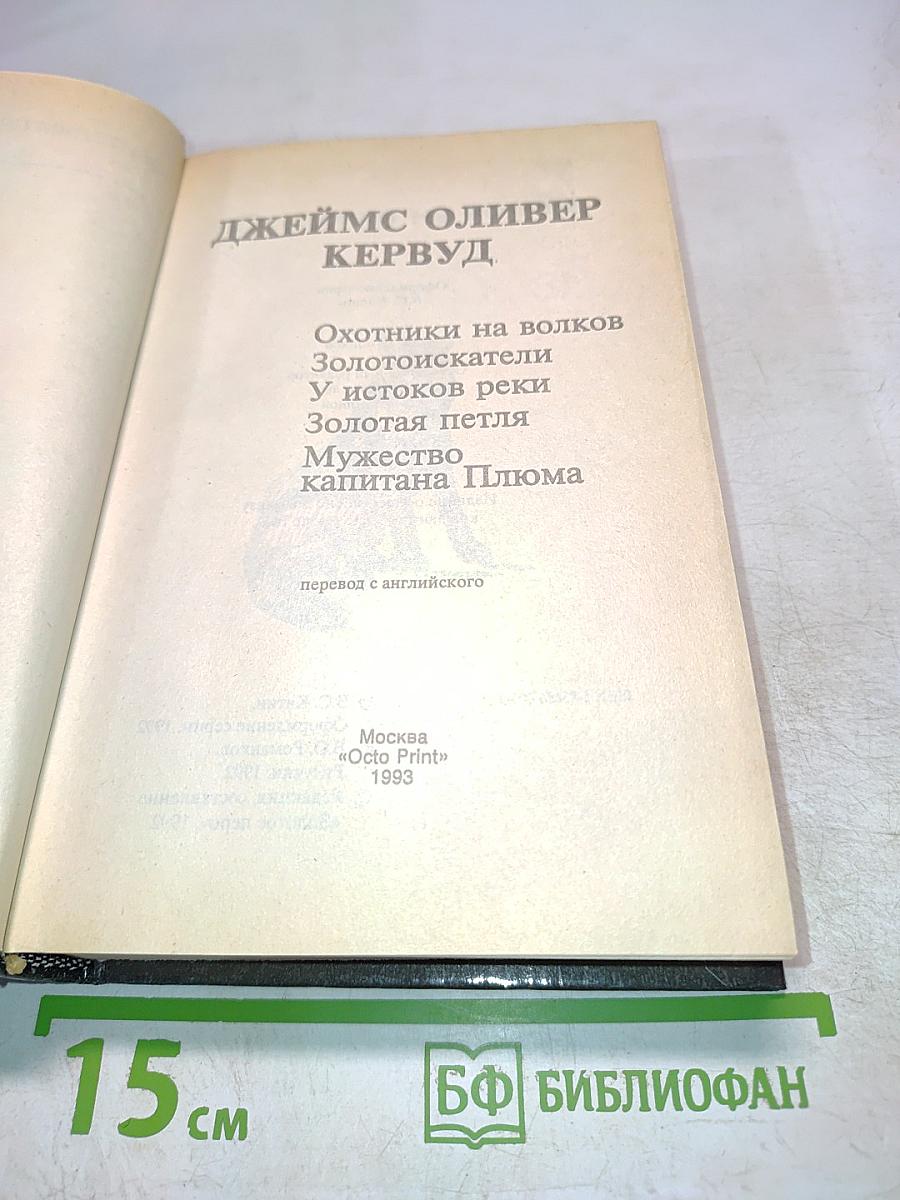 ДЖЕЙМС ОЛИВЕР
КЕРВУД
Охотники на волков
Золотоискатели
У истоков реки
Золотая петля
Мужество
капитана Плюма
перевод с английского
Москва
«Octo Print»
1993
15 см
БФ БИБЛИОФАН